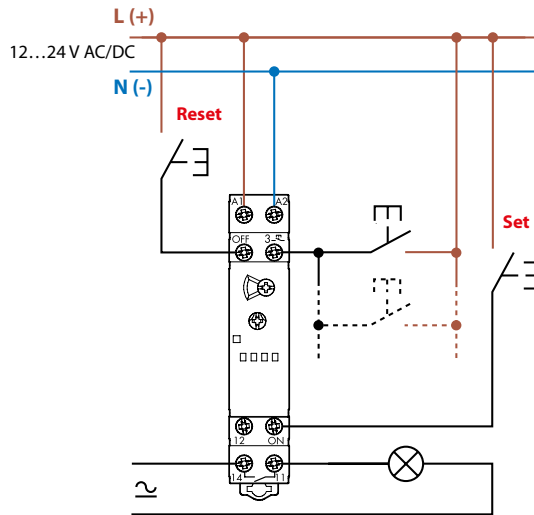 L (+)
12…24 V AC/DC
N (-)
Reset
A1 A2
OFF 3
Set
12 ON
14 11